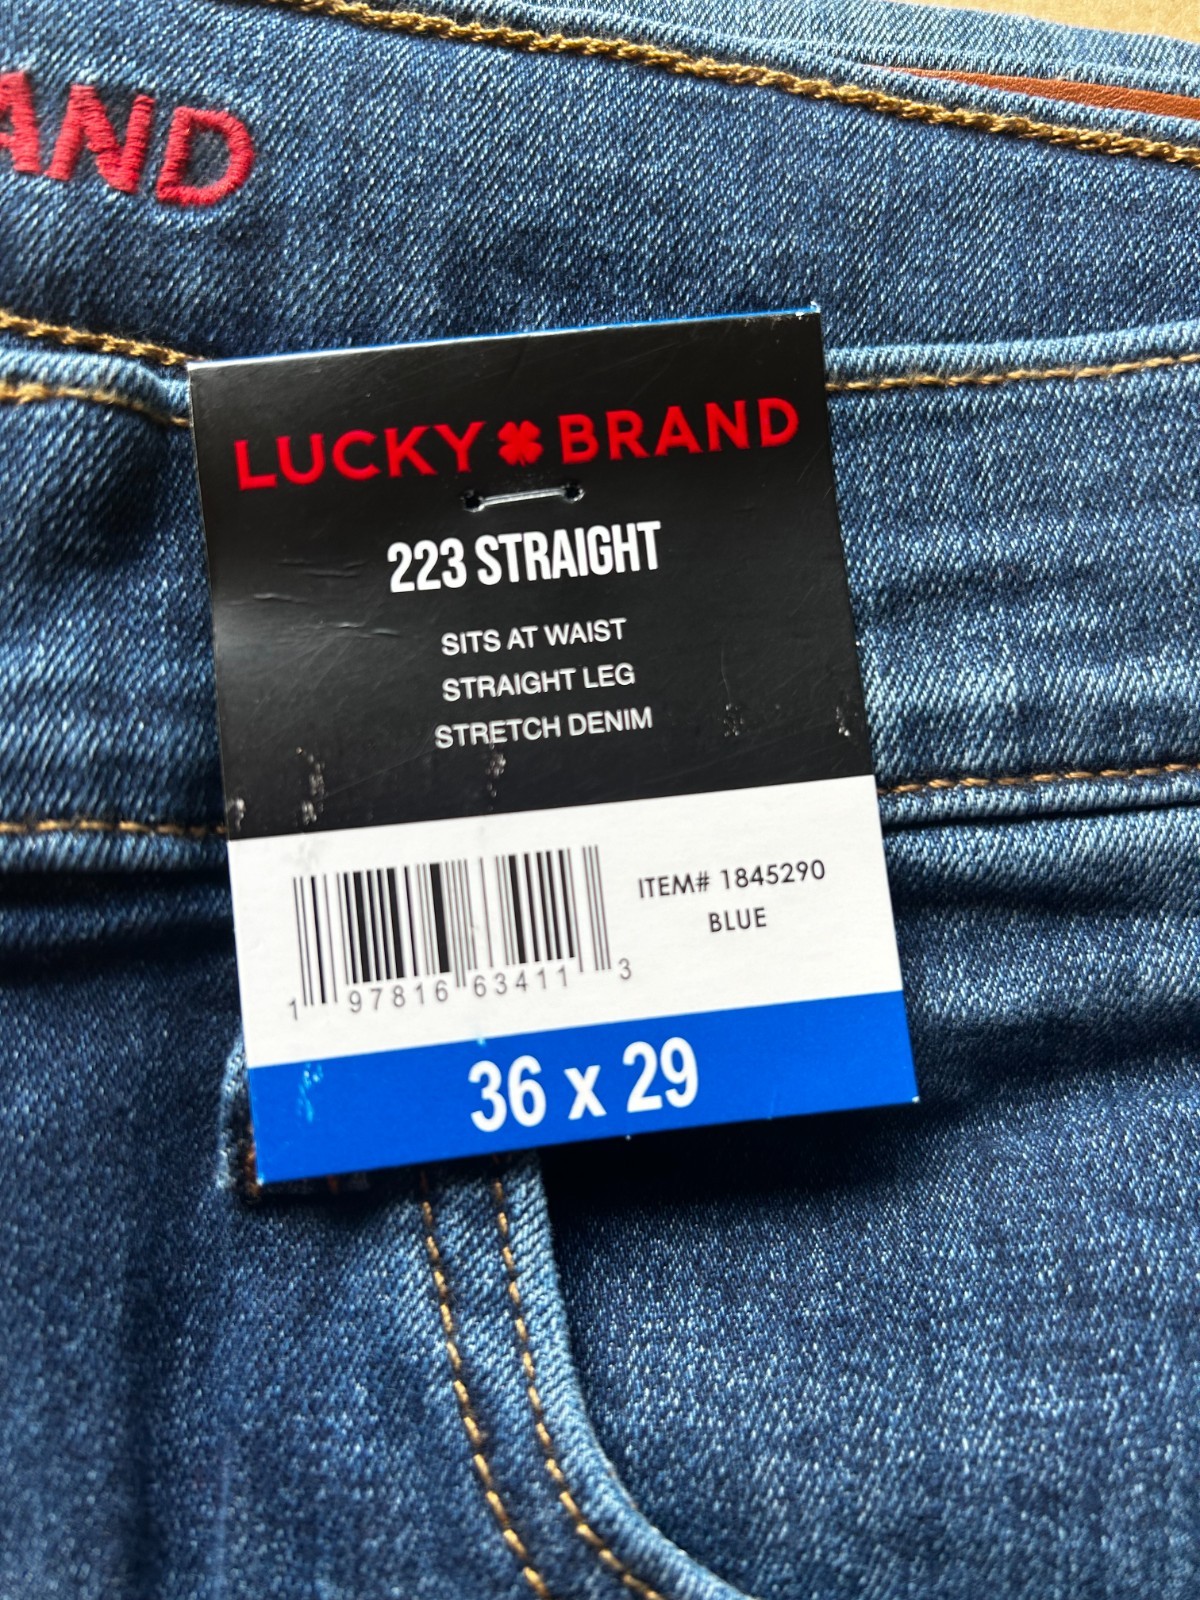 AND
LUCKY BRAND
223 STRAIGHT
SITS AT WAIST
STRAIGHT LEG
STRETCH DENIM
ITEM# 1845290
BLUE
1 97816 63411 3
36 x 29